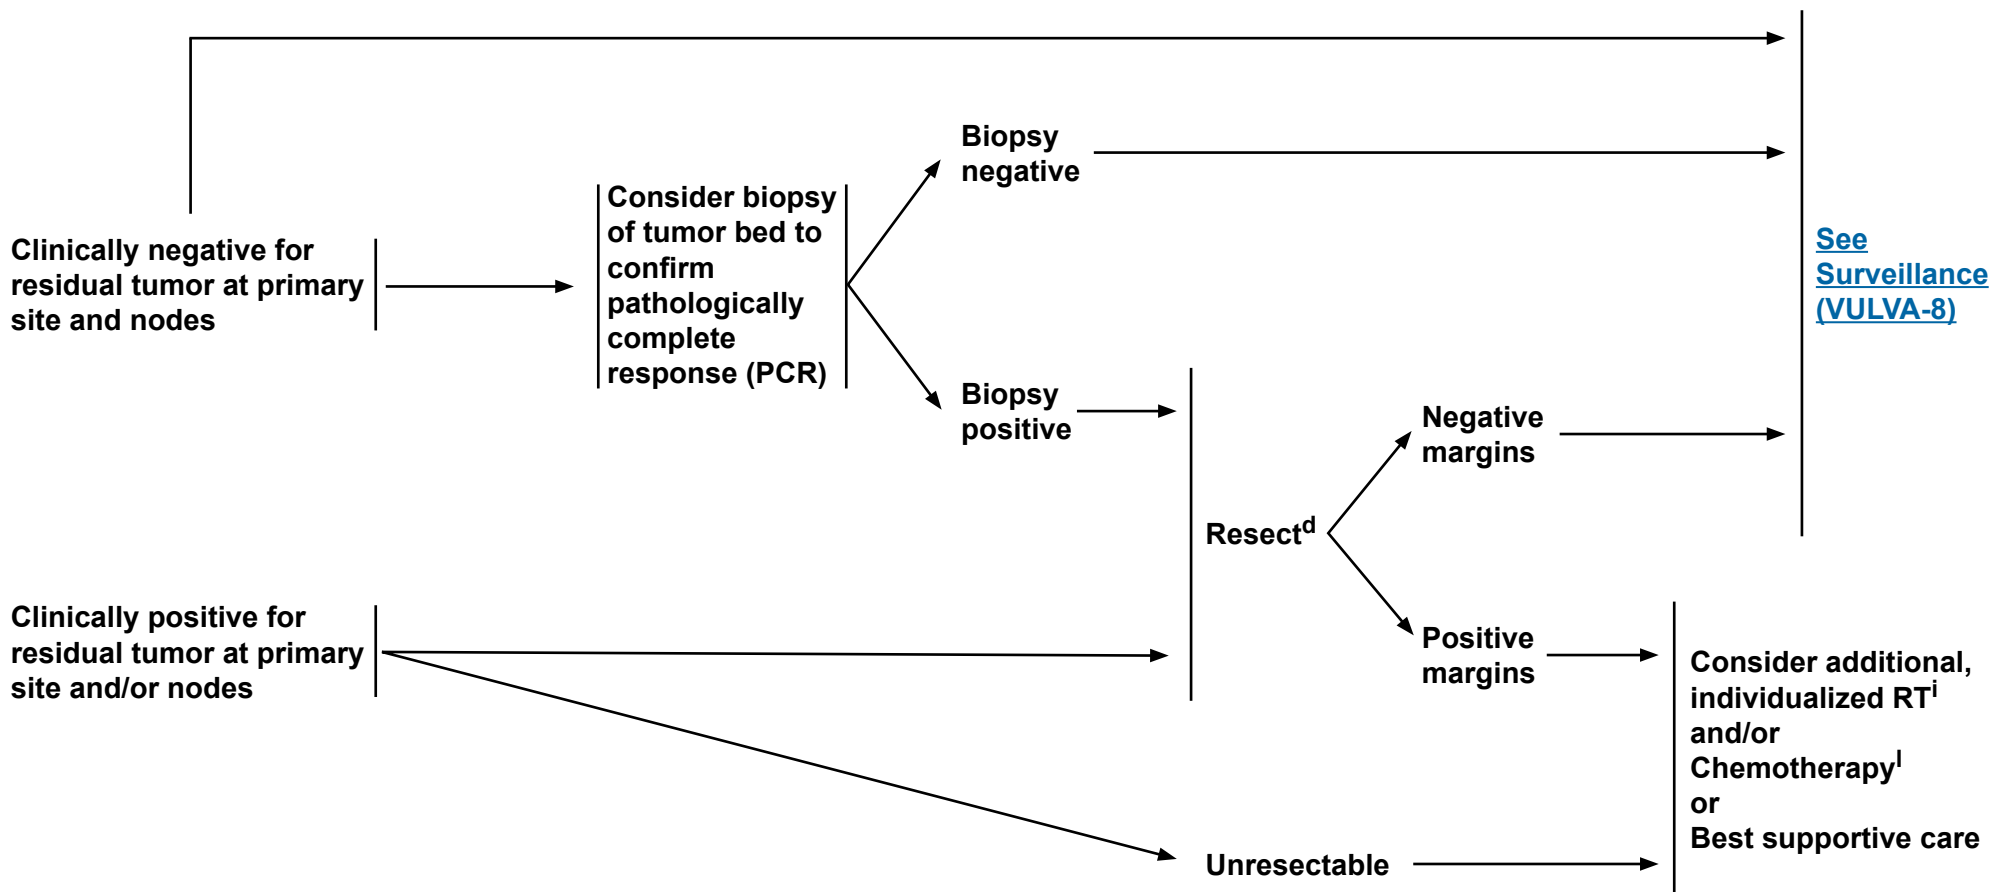 Biopsy
negative
Consider biopsy
of tumor bed to
confirm
pathologically
complete
response (PCR)
Clinically negative for
residual tumor at primary
site and nodes
See
Surveillance
(VULVA-8)
Biopsy
positive
Negative
margins
Resectd
Clinically positive for
residual tumor at primary
site and/or nodes
Positive
margins
Consider additional,
individualized RTi
and/or
Chemotherapyl
or
Best supportive care
Unresectable